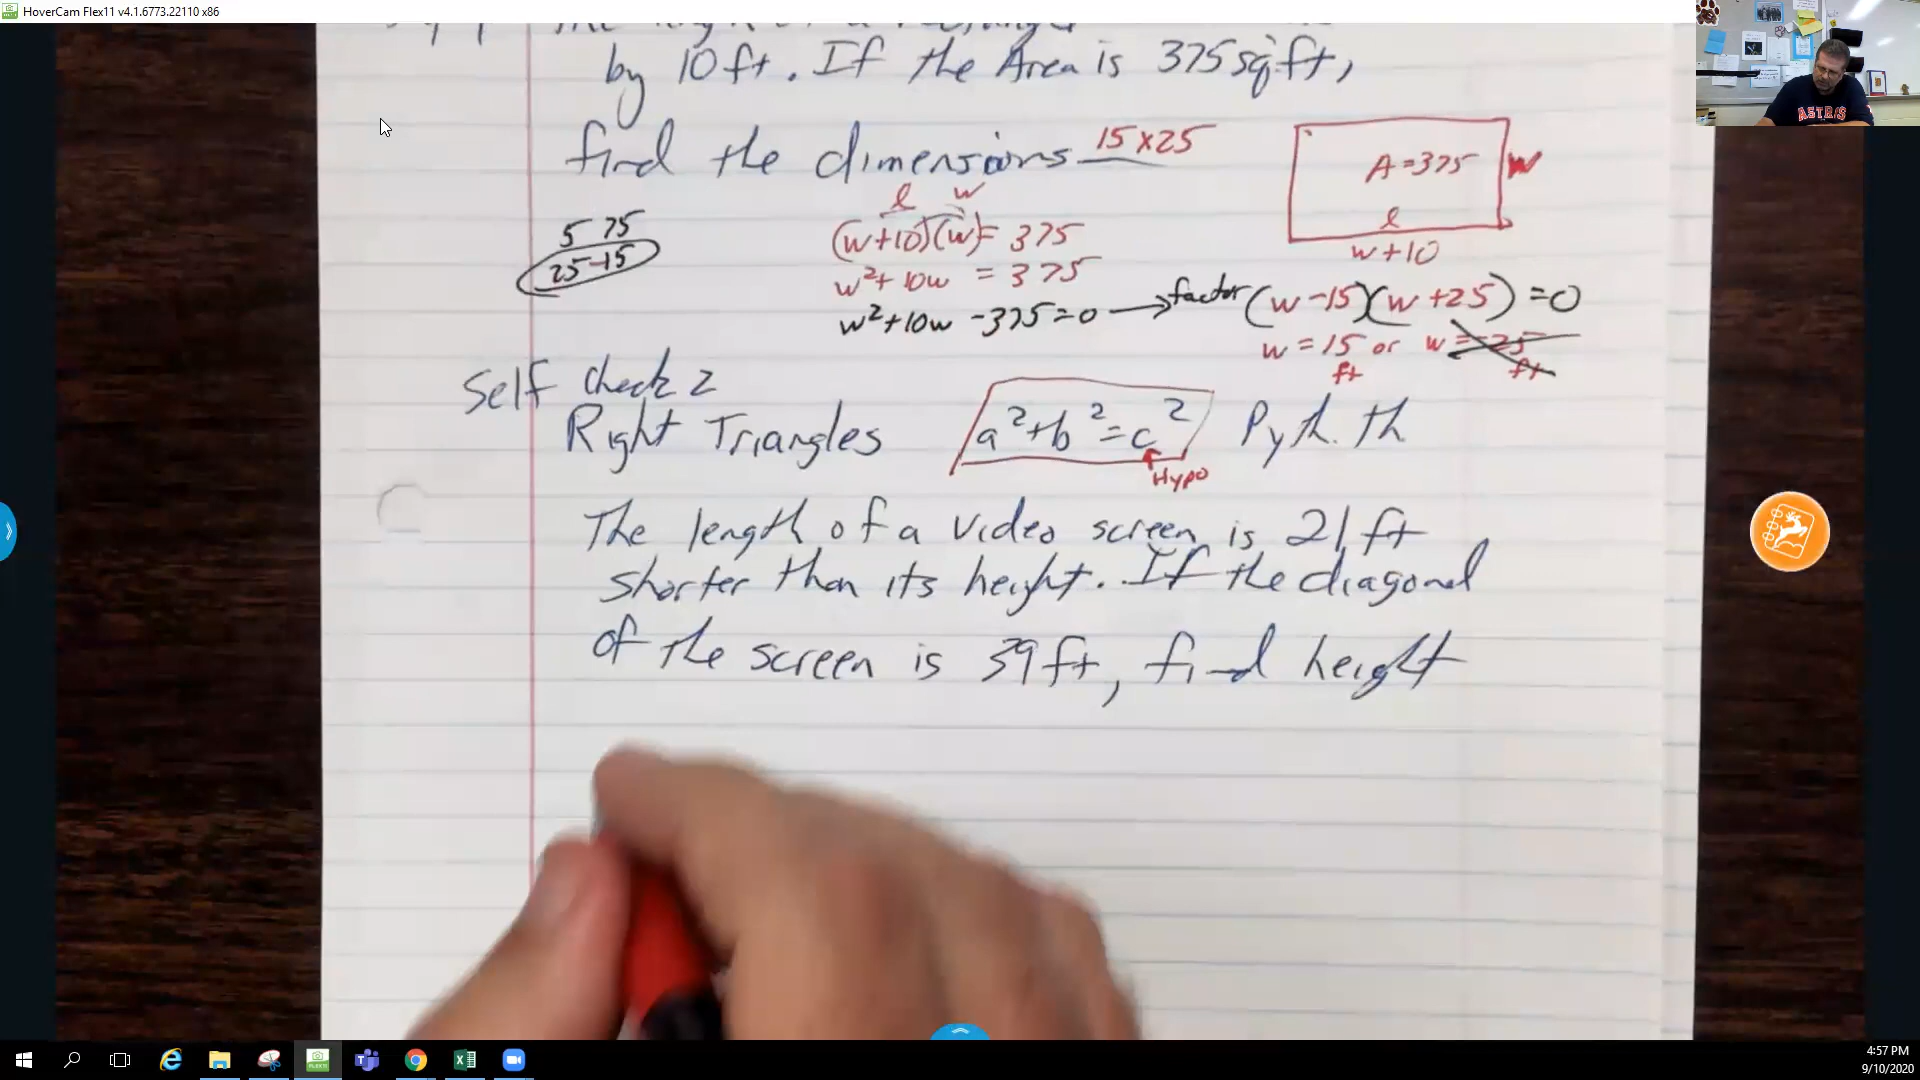 HoverCam Flex11 v4.1.6773.22110 x86
by 10ft. If the Area is 375 sq ft,
find the dimensions 15 x 25
A = 375 w
l
w + 10
5 75
25 -15
l w
(w+10)(w) = 375
w² + 10w = 375
w² + 10w - 375 = 0 → factor (w - 15)(w + 25) = 0
w = 15 or w = -25
ft ft
Self Check 2
Right Triangles a² + b² = c² Pyth. th
Hypo
The length of a video screen is 21 ft
shorter than its height. If the diagonal
of the screen is 39 ft, find height
ASTROS
4:57 PM
9/10/2020